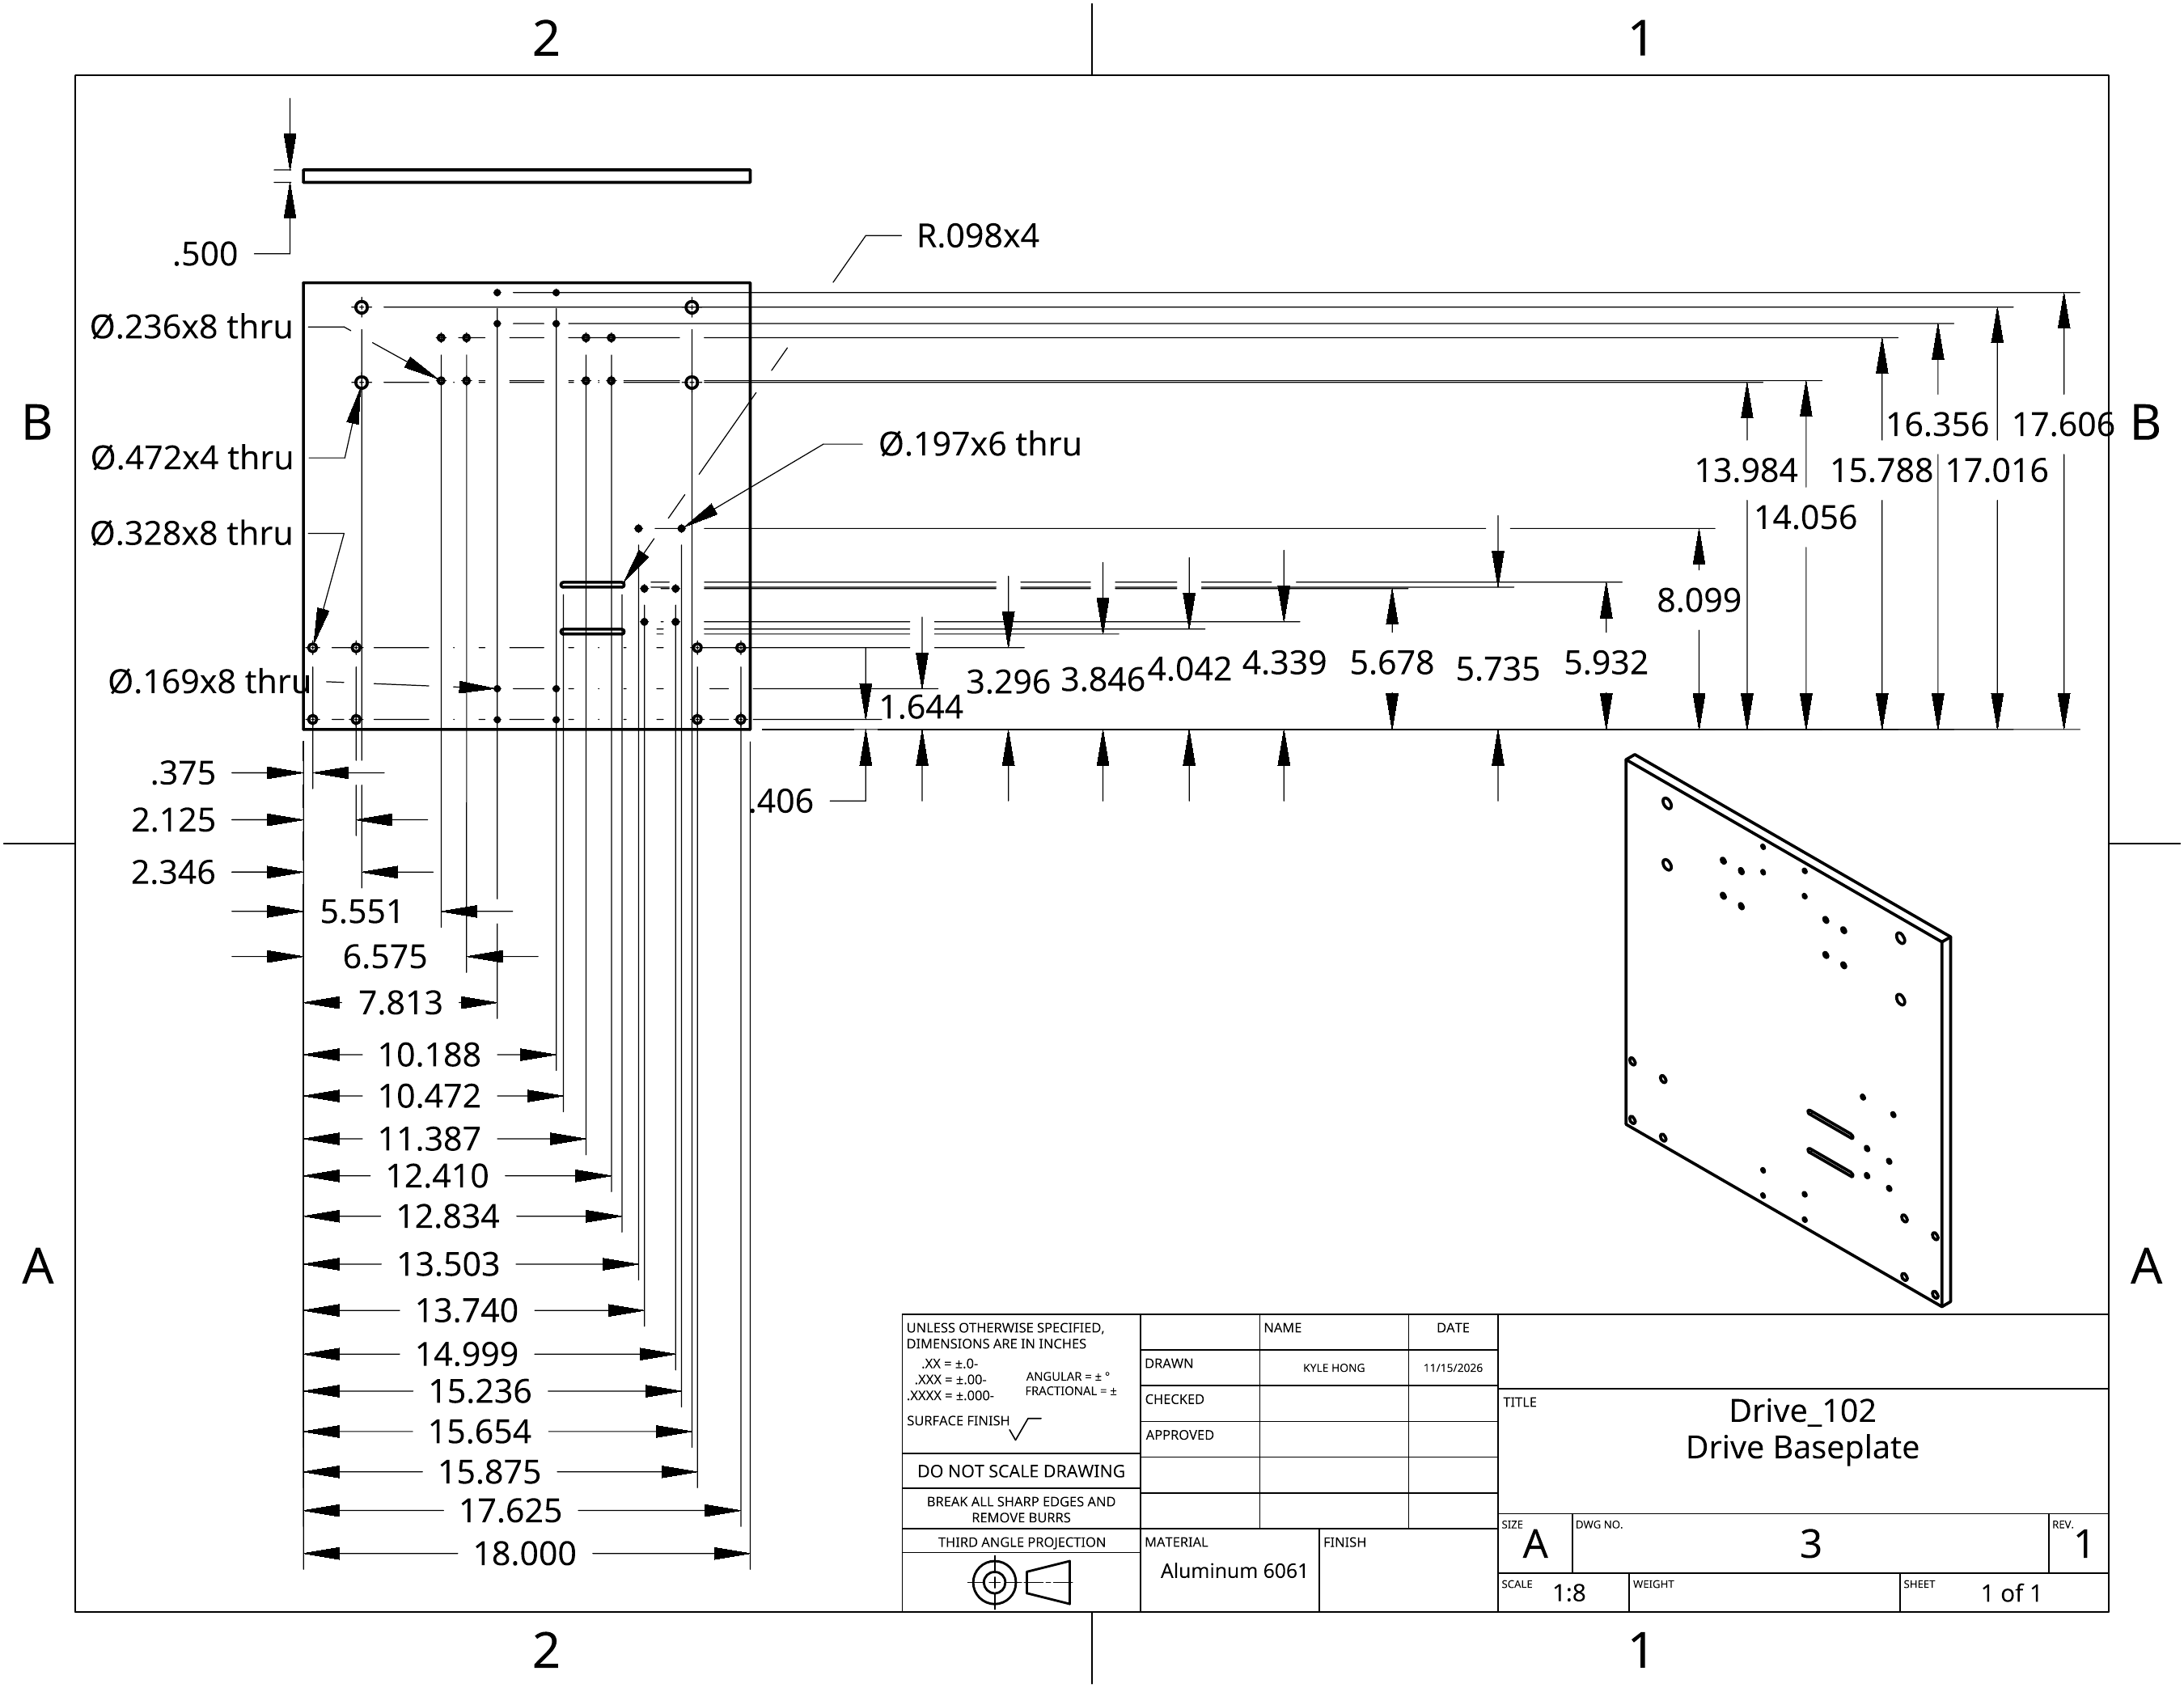 2
1
.500
R.098x4
Ø.236x8 thru
B
16.356
17.606
B
Ø.472x4 thru
Ø.197x6 thru
13.984
15.788
17.016
14.056
Ø.328x8 thru
8.099
Ø.169x8 thru
1.644
3.296
3.846
4.042
4.339
5.678
5.735
5.932
.375
.406
2.125
2.346
5.551
6.575
7.813
10.188
10.472
11.387
12.410
12.834
A
13.503
A
13.740
14.999
15.236
15.654
15.875
17.625
18.000
UNLESS OTHERWISE SPECIFIED,
DIMENSIONS ARE IN INCHES
.XX = ±.0-
.XXX = ±.00-
.XXXX = ±.000-
ANGULAR = ± °
FRACTIONAL = ±
SURFACE FINISH
DO NOT SCALE DRAWING
BREAK ALL SHARP EDGES AND
REMOVE BURRS
THIRD ANGLE PROJECTION
NAME
DATE
DRAWN
KYLE HONG
11/15/2026
CHECKED
APPROVED
MATERIAL
Aluminum 6061
FINISH
TITLE
Drive_102
Drive Baseplate
SIZE
A
DWG NO.
3
REV.
1
SCALE
1:8
WEIGHT
SHEET
1 of 1
2
1